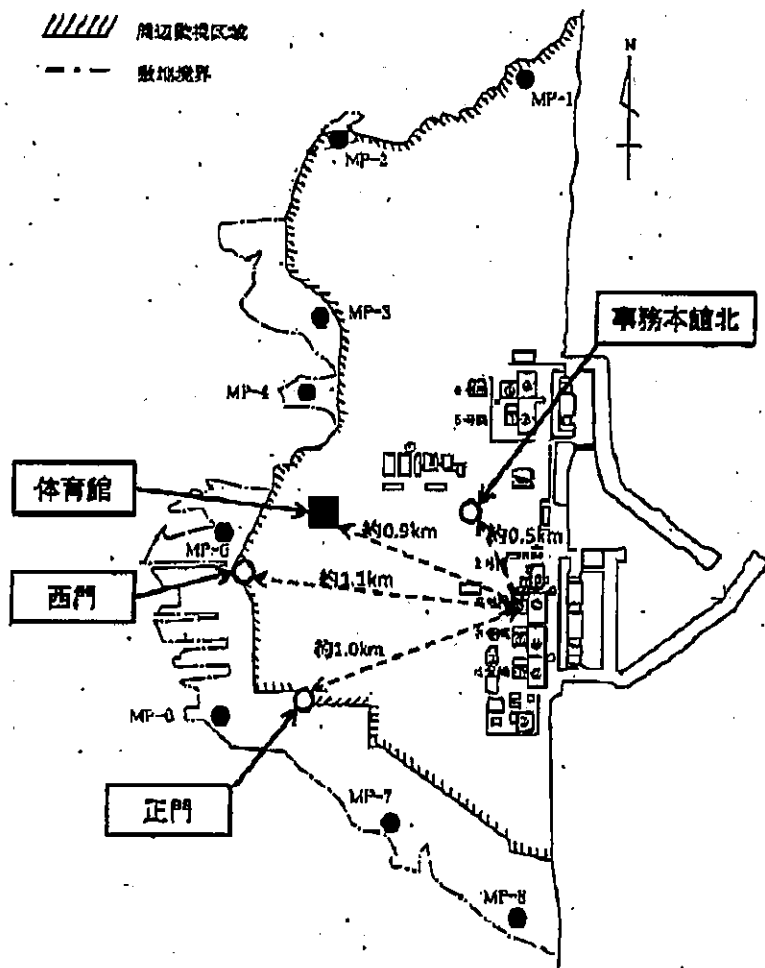 周辺監視区域
敷地境界
N
MP-1
MP-2
MP-3
事務本館北
MP-4
体育館
約0.9km
約0.5km
西門
約1.1km
約1.0km
正門
MP-7
MP-8